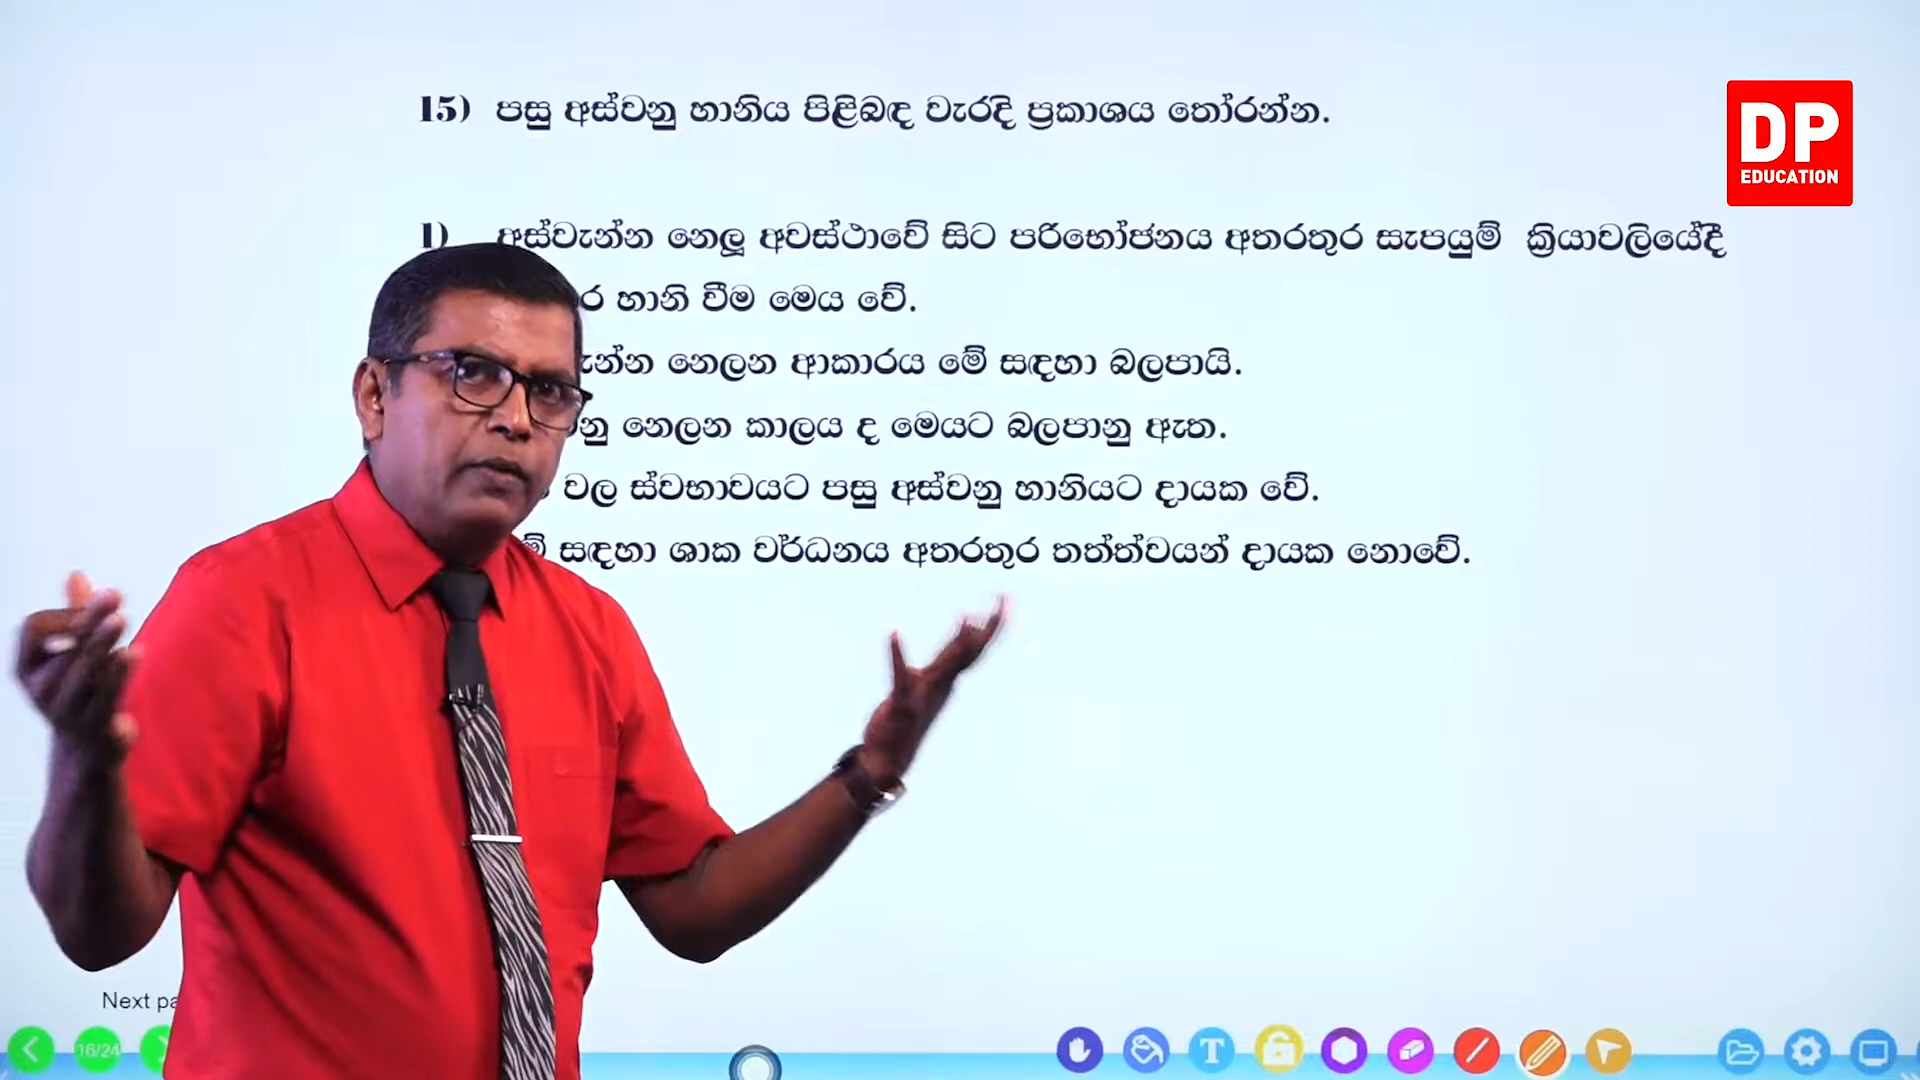 15) පසු අස්වනු හානිය පිළිබඳ වැරදි ප්‍රකාශය තෝරන්න.
DP
EDUCATION
1) අස්වැන්න නෙලූ අවස්ථාවේ සිට පරිභෝජනය අතරතුර සැපයුම් ක්‍රියාවලියේදී
හානි වීම මෙය වේ.
නෙලන ආකාරය මේ සඳහා බලපායි.
නෙලන කාලය ද මෙයට බලපානු ඇත.
වල ස්වභාවයට පසු අස්වනු හානියට දායක වේ.
සඳහා ශාක වර්ධනය අතරතුර තත්ත්වයන් දායක නොවේ.
Next
16/24